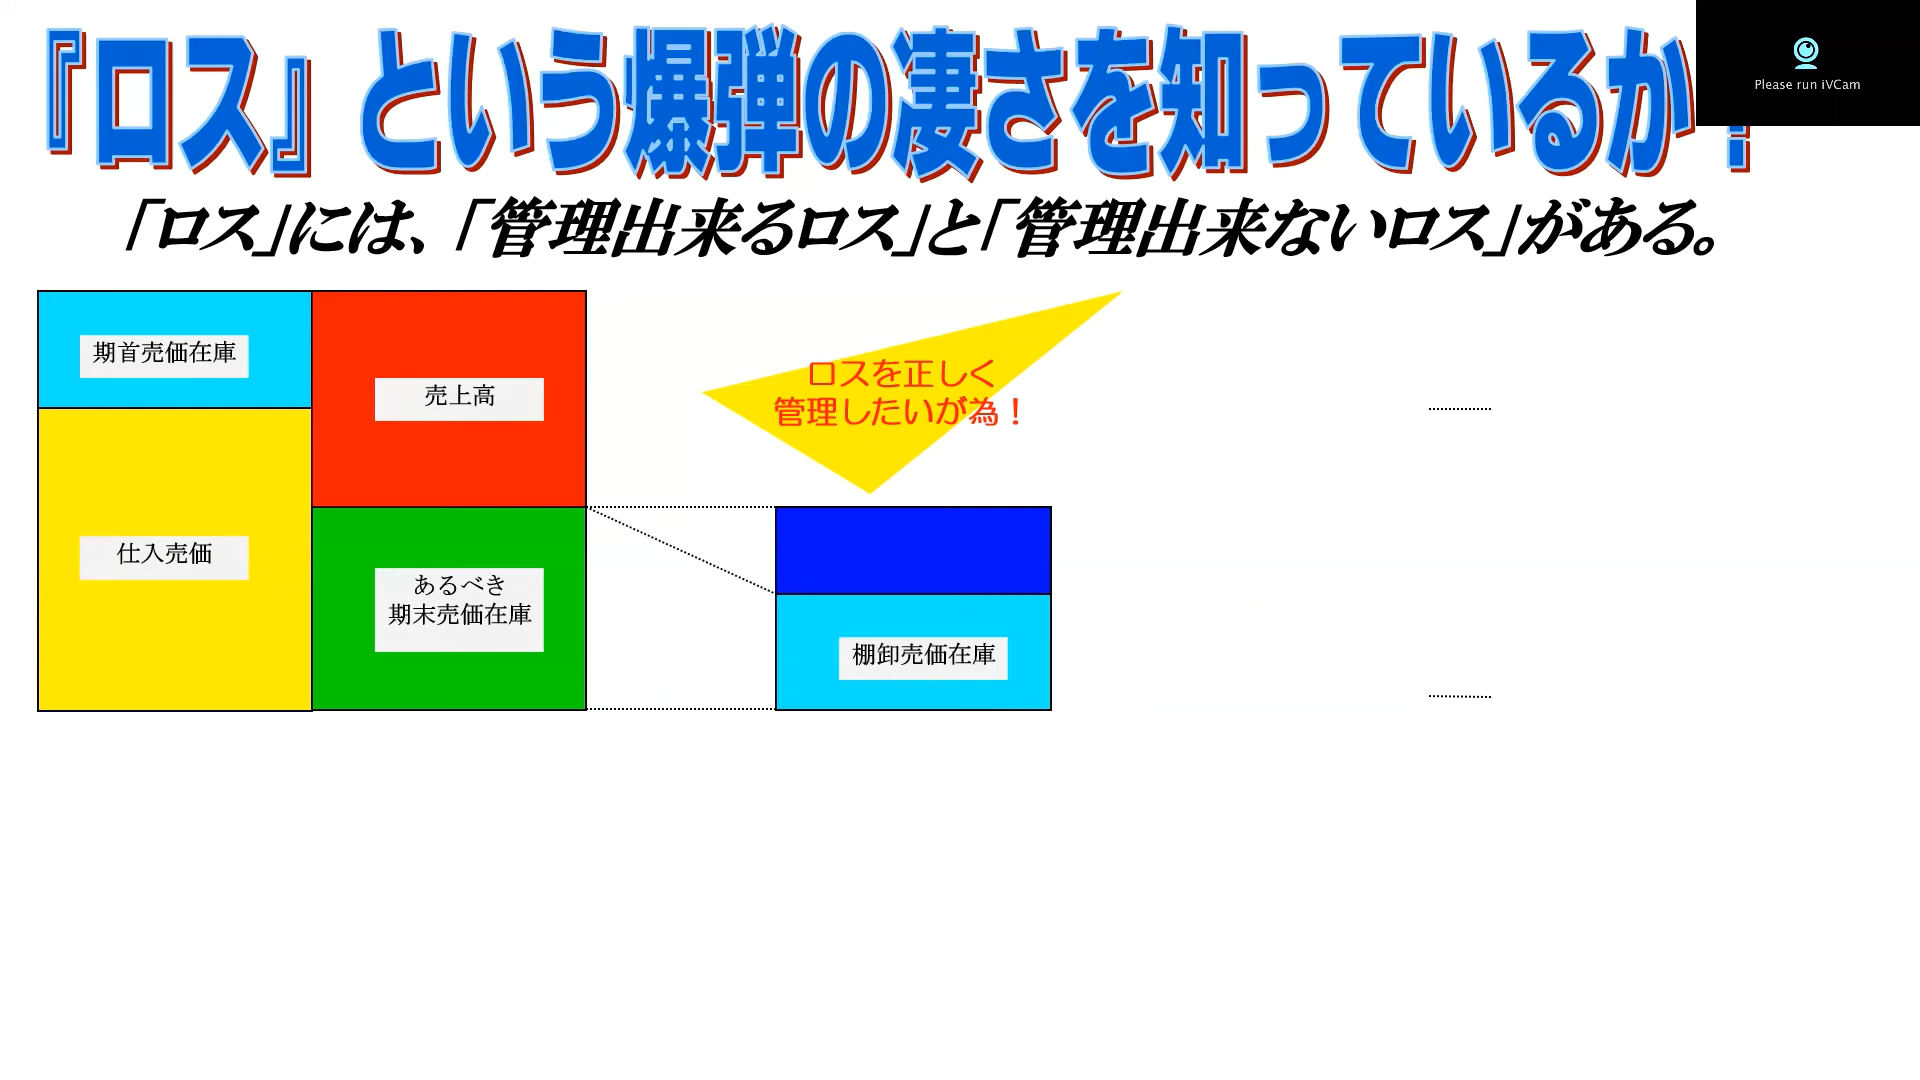 『ロス』という爆弾の凄さを知っているか！
Please run iVCam
「ロス」には、「管理出来るロス」と「管理出来ないロス」がある。
期首売価在庫
売上高
ロスを正しく
管理したいが為！
仕入売価
あるべき
期末売価在庫
棚卸売価在庫